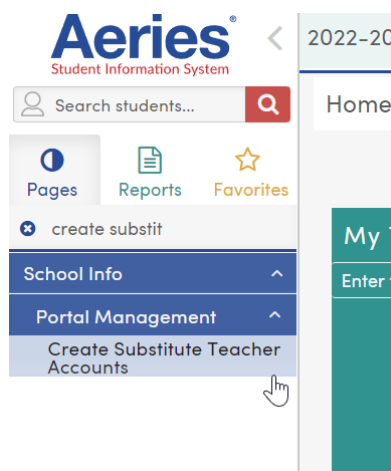 Aeries®
Student Information System
2022-20
Search students...
Home
Pages Reports Favorites
create substit
My
School Info
Enter
Portal Management
Create Substitute Teacher
Accounts